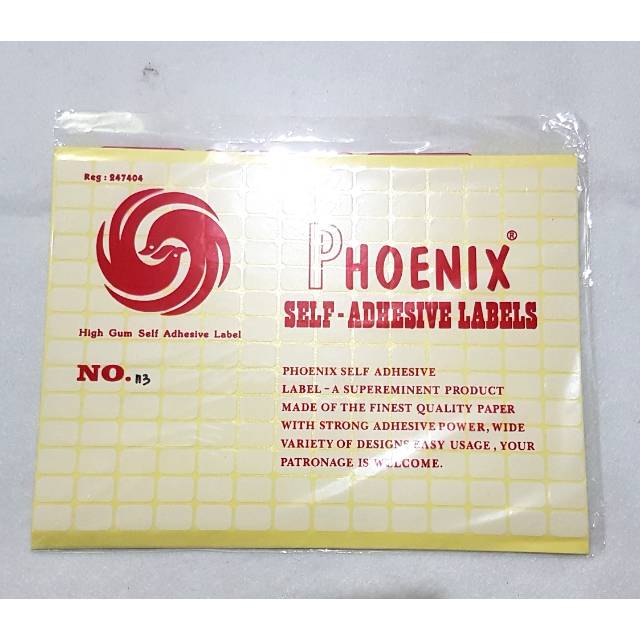 Reg : 247404
PHOENIX®
SELF-ADHESIVE LABELS
High Gum Self Adhesive Label
NO. n3
PHOENIX SELF ADHESIVE
LABEL-A SUPEREMINENT PRODUCT
MADE OF THE FINEST QUALITY PAPER
WITH STRONG ADHESIVE POWER, WIDE
VARIETY OF DESIGNS EASY USAGE, YOUR
PATRONAGE IS WELCOME.